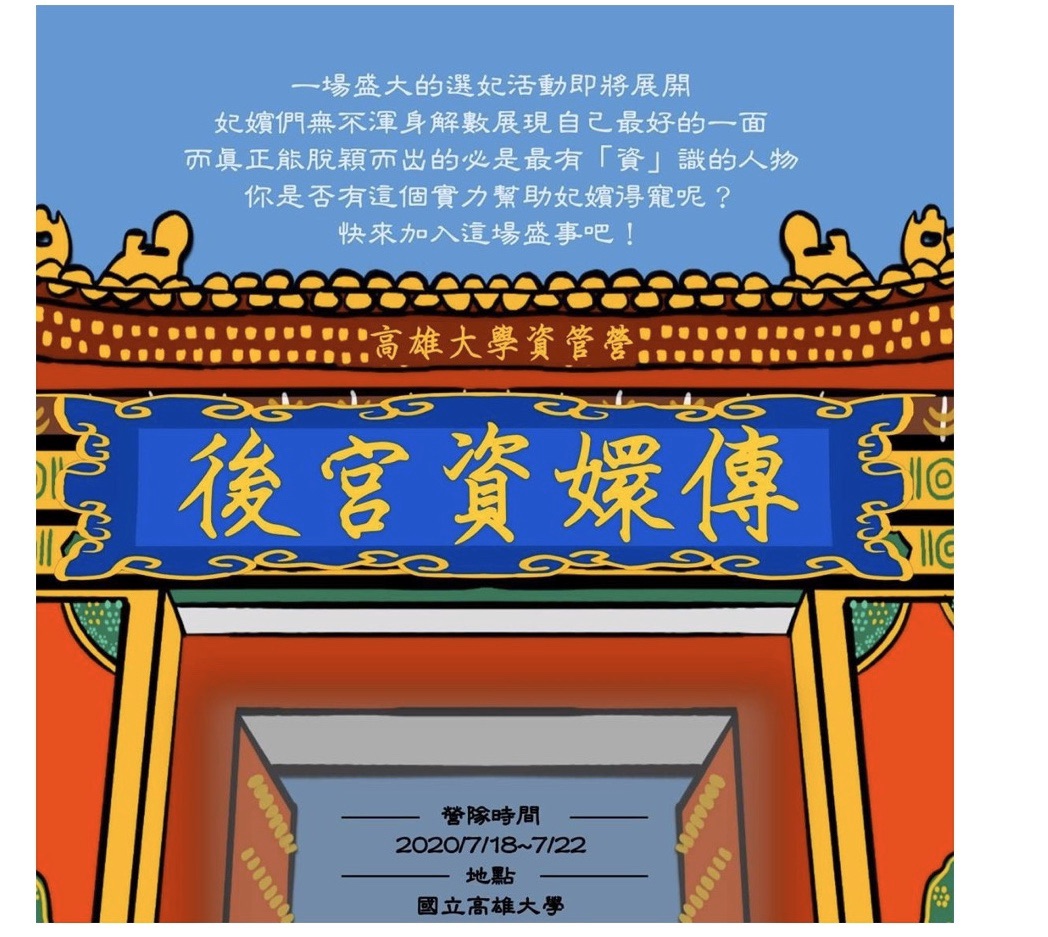 一場盛大的選妃活動即將展開
妃嬪們無不渾身解數展現自己最好的一面
而眞正能脫穎而出的必是最有「資」識的人物
你是否有這個實力幫助妃嬪得寵呢？
快來加入這場盛事吧！
高雄大學資管營
後宮資嬛傳
營隊時間
2020/7/18~7/22
地點
國立高雄大學